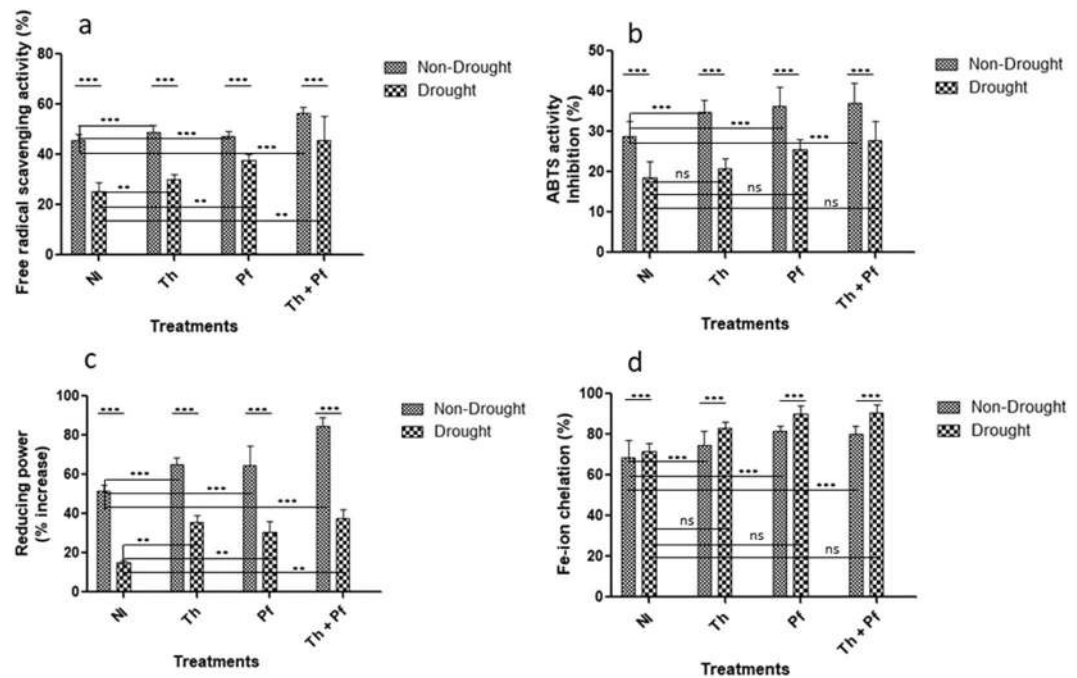 a
Free radical scavenging activity (%)
80
60
40
20
0
*** *** *** ***
***
***
***
**
**
**
NI Th Pf Th + Pf
Treatments
Non-Drought
Drought
b
ABTS activity
Inhibition (%)
50
40
30
20
10
0
*** *** *** ***
***
***
***
ns
ns
ns
NI Th Pf Th + Pf
Treatments
Non-Drought
Drought
c
Reducing power
(% increase)
100
80
60
40
20
0
*** *** *** ***
***
***
***
**
**
**
NI Th Pf Th + Pf
Treatments
Non-Drought
Drought
d
Fe-ion chelation (%)
100
80
60
40
20
0
*** *** *** ***
***
***
***
ns
ns
ns
NI Th Pf Th + Pf
Treatments
Non-Drought
Drought